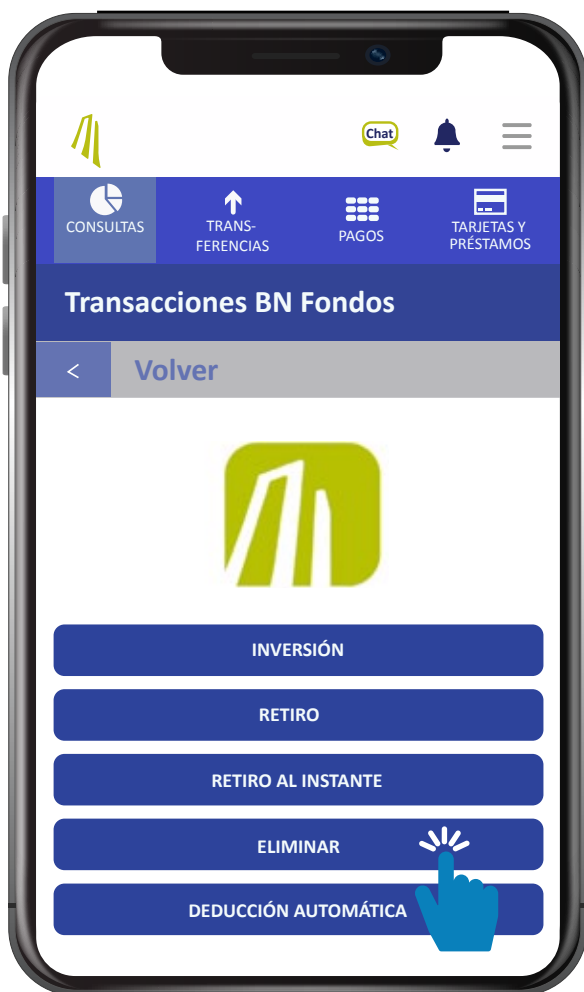 Chat
CONSULTAS
TRANS-
FERENCIAS
PAGOS
TARJETAS Y
PRÉSTAMOS
Transacciones BN Fondos
< Volver
INVERSIÓN
RETIRO
RETIRO AL INSTANTE
ELIMINAR
DEDUCCIÓN AUTOMÁTICA